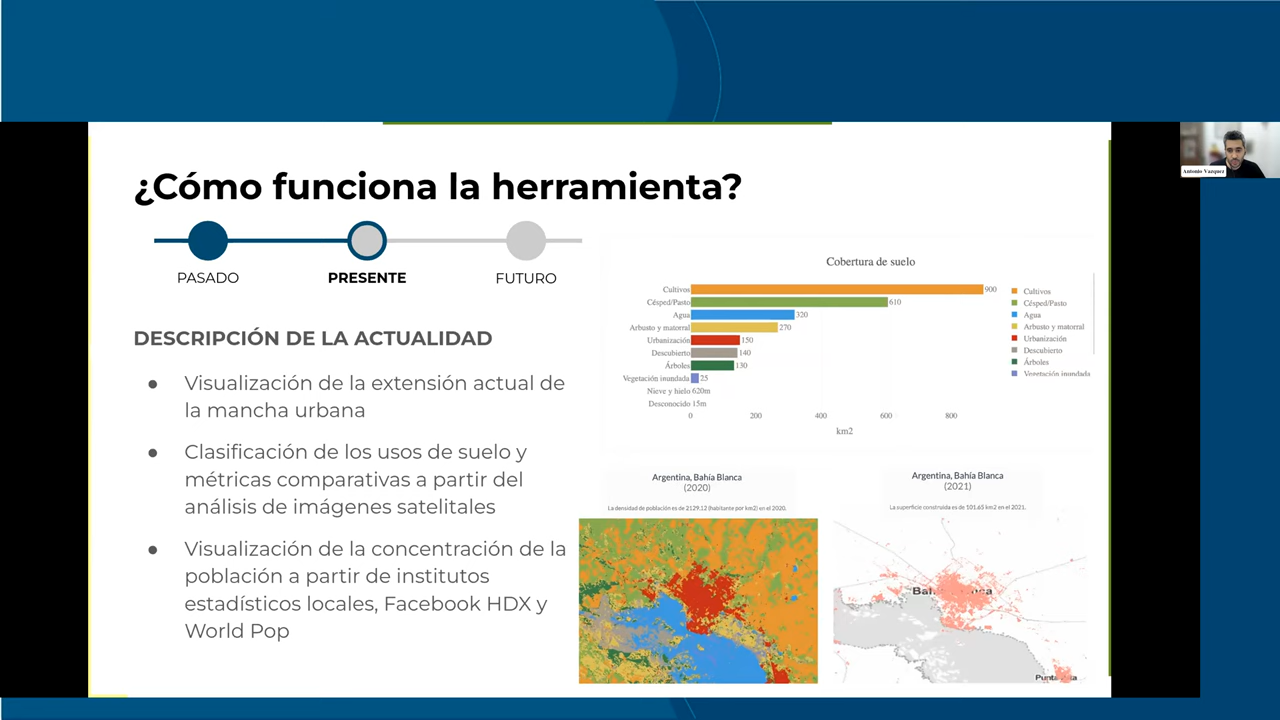 Antonio Vazquez
¿Cómo funciona la herramienta?
PASADO
PRESENTE
FUTURO
DESCRIPCIÓN DE LA ACTUALIDAD
● Visualización de la extensión actual de
la mancha urbana
● Clasificación de los usos de suelo y
métricas comparativas a partir del
análisis de imágenes satelitales
● Visualización de la concentración de la
población a partir de institutos
estadísticos locales, Facebook HDX y
World Pop
Cobertura de suelo
Cultivos 900
Césped/Pasto 610
Agua 320
Arbusto y matorral 270
Urbanización 150
Descubierto 140
Árboles 130
Vegetación inundada 25
Nieve y hielo 620m
Desconocido 15m
0 200 400 600 800
km2
Cultivos
Césped/Pasto
Agua
Arbusto y matorral
Urbanización
Descubierto
Árboles
Vegetación inundada
Argentina, Bahía Blanca
(2020)
La densidad de población es de 2129.12 (habitante por km2) en el 2020.
Argentina, Bahía Blanca
(2021)
La superficie construida es de 101.65 km2 en el 2021.